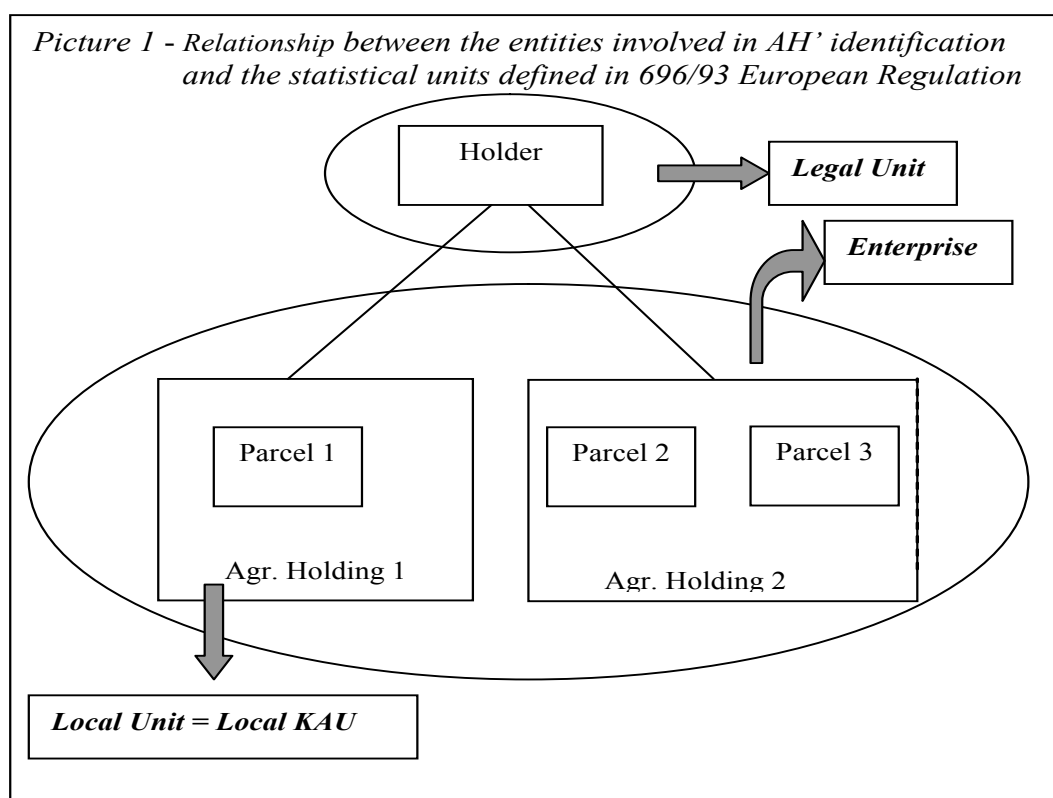 Picture 1 - Relationship between the entities involved in AH’ identification
and the statistical units defined in 696/93 European Regulation
Holder
Legal Unit
Enterprise
Parcel 1
Parcel 2
Parcel 3
Agr. Holding 1
Agr. Holding 2
Local Unit = Local KAU